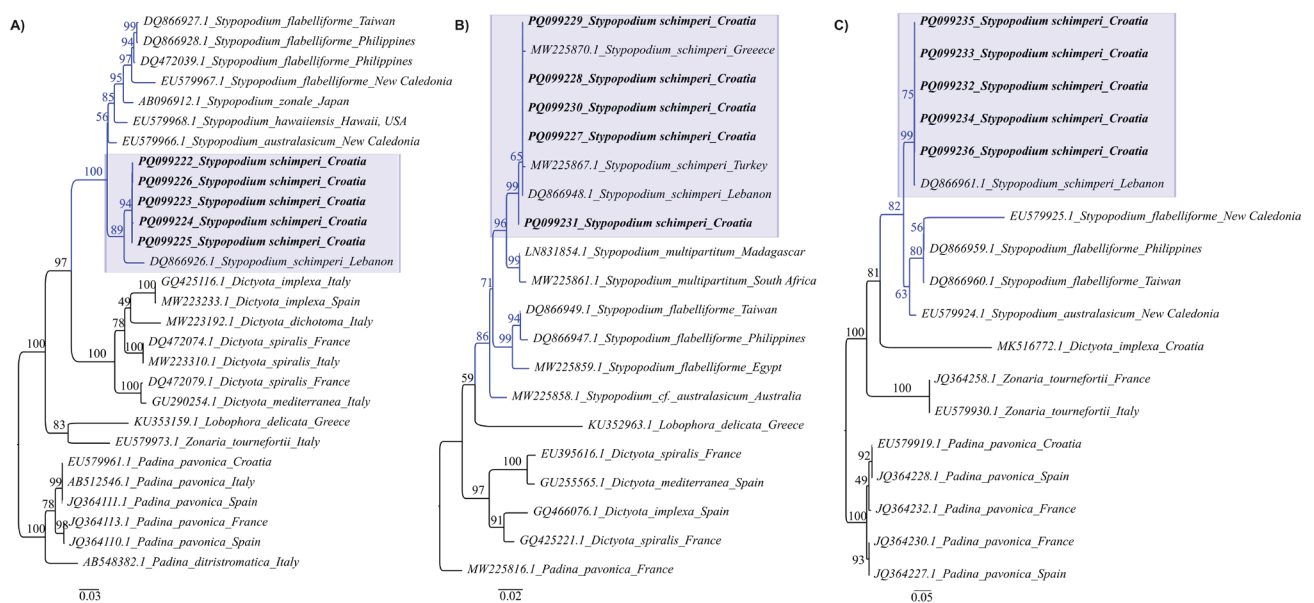 A)
DQ866927.1_Stypopodium_flabelliforme_Taiwan
99
DQ866928.1_Stypopodium_flabelliforme_Philippines
94
DQ472039.1_Stypopodium_flabelliforme_Philippines
97
EU579967.1_Stypopodium_flabelliforme_New Caledonia
95
AB096912.1_Stypopodium_zonale_Japan
85
EU579968.1_Stypopodium_hawaiiensis_Hawaii, USA
56
EU579966.1_Stypopodium_australasicum_New Caledonia
100
PQ099222_Stypopodium schimperi_Croatia
PQ099226_Stypopodium schimperi_Croatia
PQ099223_Stypopodium schimperi_Croatia
94
PQ099224_Stypopodium schimperi_Croatia
PQ099225_Stypopodium schimperi_Croatia
89
DQ866926.1_Stypopodium_schimperi_Lebanon
97
GQ425116.1_Dictyota_implexa_Italy
MW223233.1_Dictyota_implexa_Spain
49
MW223192.1_Dictyota_dichotoma_Italy
78
DQ472074.1_Dictyota_spiralis_France
100
MW223310.1_Dictyota_spiralis_Italy
100
DQ472079.1_Dictyota_spiralis_France
100
GU290254.1_Dictyota_mediterranea_Italy
100
KU353159.1_Lobophora_delicata_Greece
83
EU579973.1_Zonaria_tournefortii_Italy
EU579961.1_Padina_pavonica_Croatia
AB512546.1_Padina_pavonica_Italy
99
JQ364111.1_Padina_pavonica_Spain
78
JQ364113.1_Padina_pavonica_France
98
JQ364110.1_Padina_pavonica_Spain
100
AB548382.1_Padina_ditristromatica_Italy
0.03
B)
PQ099229_Stypopodium schimperi_Croatia
MW225870.1_Stypopodium_schimperi_Greeece
PQ099228_Stypopodium schimperi_Croatia
PQ099230_Stypopodium schimperi_Croatia
PQ099227_Stypopodium schimperi_Croatia
65
MW225867.1_Stypopodium_schimperi_Turkey
99
DQ866948.1_Stypopodium_schimperi_Lebanon
PQ099231_Stypopodium schimperi_Croatia
96
LN831854.1_Stypopodium_multipartitum_Madagascar
99
MW225861.1_Stypopodium_multipartitum_South Africa
71
DQ866949.1_Stypopodium_flabelliforme_Taiwan
94
DQ866947.1_Stypopodium_flabelliforme_Philippines
86
99
MW225859.1_Stypopodium_flabelliforme_Egypt
59
MW225858.1_Stypopodium_cf._australasicum_Australia
KU352963.1_Lobophora_delicata_Greece
EU395616.1_Dictyota_spiralis_France
100
GU255565.1_Dictyota_mediterranea_Spain
97
GQ466076.1_Dictyota_implexa_Spain
91
GQ425221.1_Dictyota_spiralis_France
MW225816.1_Padina_pavonica_France
0.02
C)
PQ099235_Stypopodium schimperi_Croatia
PQ099233_Stypopodium schimperi_Croatia
PQ099232_Stypopodium schimperi_Croatia
75
PQ099234_Stypopodium schimperi_Croatia
99
PQ099236_Stypopodium schimperi_Croatia
DQ866961.1_Stypopodium_schimperi_Lebanon
82
EU579925.1_Stypopodium_flabelliforme_New Caledonia
56
DQ866959.1_Stypopodium_flabelliforme_Philippines
80
DQ866960.1_Stypopodium_flabelliforme_Taiwan
81
63
EU579924.1_Stypopodium_australasicum_New Caledonia
100
MK516772.1_Dictyota_implexa_Croatia
JQ364258.1_Zonaria_tournefortii_France
100
EU579930.1_Zonaria_tournefortii_Italy
EU579919.1_Padina_pavonica_Croatia
92
JQ364228.1_Padina_pavonica_Spain
49
JQ364232.1_Padina_pavonica_France
100
JQ364230.1_Padina_pavonica_France
93
JQ364227.1_Padina_pavonica_Spain
0.05